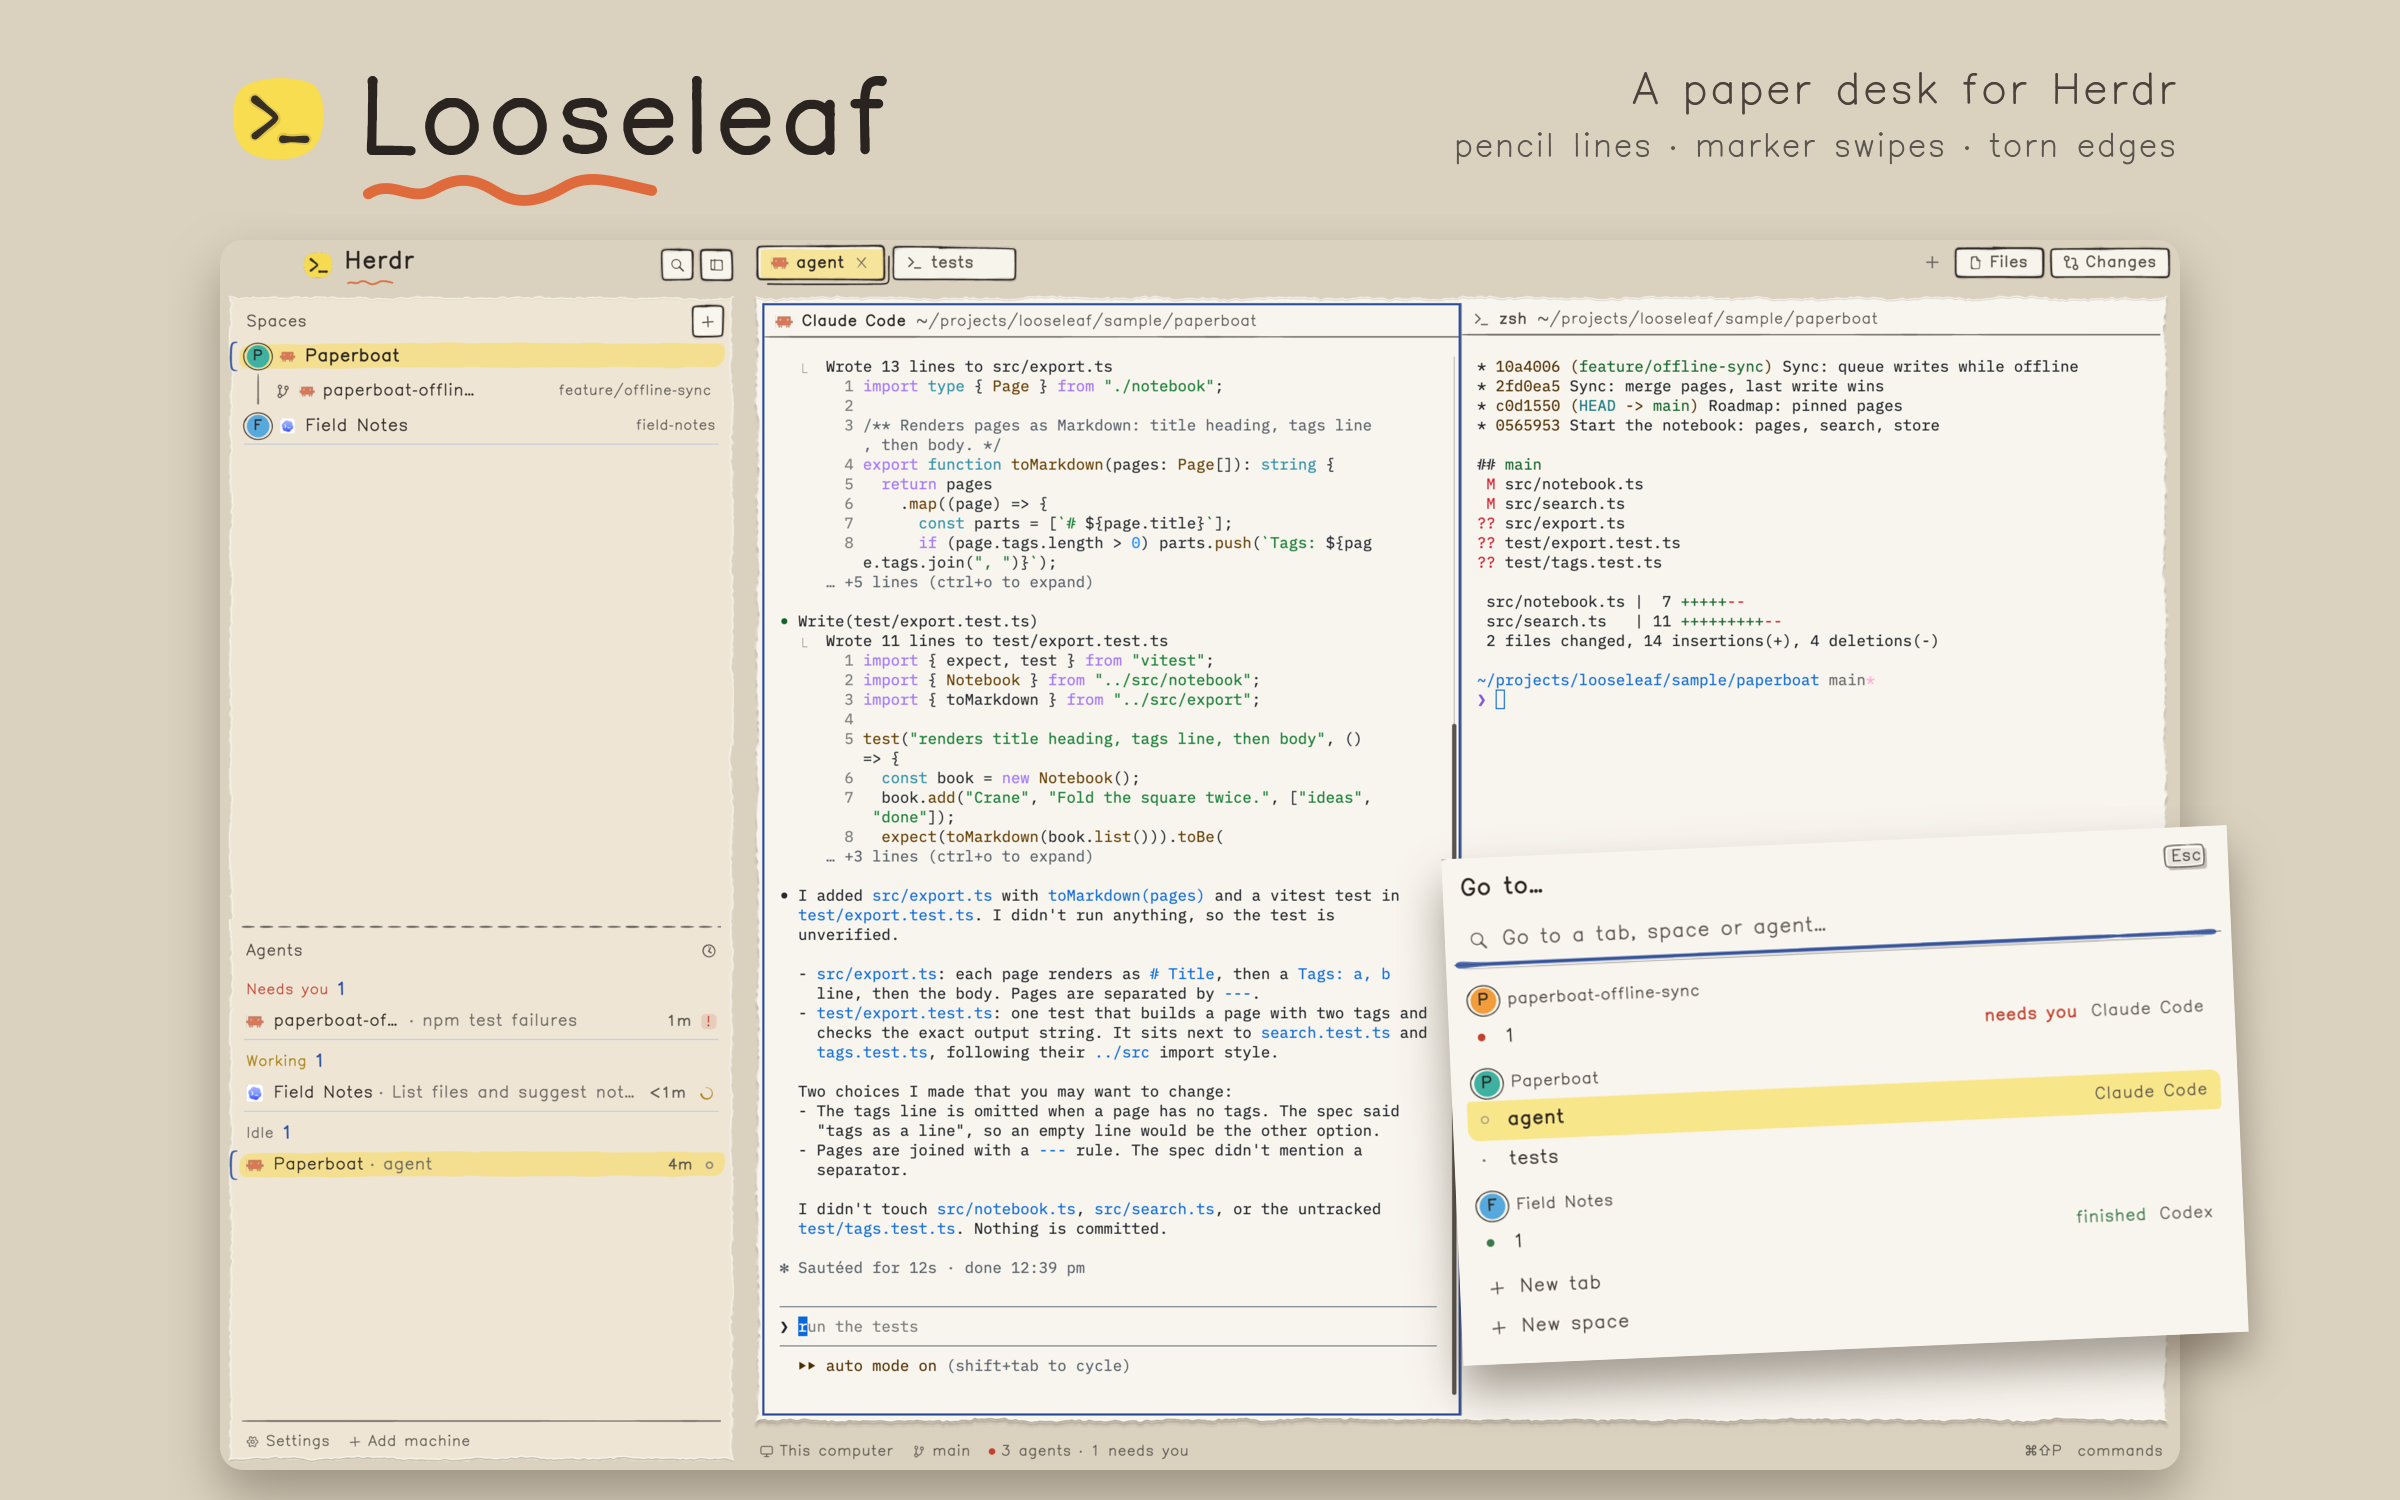 Looseleaf
A paper desk for Herdr
pencil lines · marker swipes · torn edges
Herdr
agent
tests
Files
Changes
Spaces
P Paperboat
paperboat-offlin… feature/offline-sync
F Field Notes field-notes
Agents
Needs you 1
paperboat-of… · npm test failures 1m !
Working 1
Field Notes · List files and suggest not… <1m
Idle 1
Paperboat · agent 4m
Settings + Add machine
Claude Code ~/projects/looseleaf/sample/paperboat
Wrote 13 lines to src/export.ts
1 import type { Page } from "./notebook";
2
3 /** Renders pages as Markdown: title heading, tags line
, then body. */
4 export function toMarkdown(pages: Page[]): string {
5 return pages
6 .map((page) => {
7 const parts = [`# ${page.title}`];
8 if (page.tags.length > 0) parts.push(`Tags: ${pag
e.tags.join(", ")}`);
… +5 lines (ctrl+o to expand)
● Write(test/export.test.ts)
Wrote 11 lines to test/export.test.ts
1 import { expect, test } from "vitest";
2 import { Notebook } from "../src/notebook";
3 import { toMarkdown } from "../src/export";
4
5 test("renders title heading, tags line, then body", ()
=> {
6 const book = new Notebook();
7 book.add("Crane", "Fold the square twice.", ["ideas",
"done"]);
8 expect(toMarkdown(book.list())).toBe(
… +3 lines (ctrl+o to expand)
● I added src/export.ts with toMarkdown(pages) and a vitest test in
test/export.test.ts. I didn't run anything, so the test is
unverified.
- src/export.ts: each page renders as # Title, then a Tags: a, b
line, then the body. Pages are separated by ---.
- test/export.test.ts: one test that builds a page with two tags and
checks the exact output string. It sits next to search.test.ts and
tags.test.ts, following their ../src import style.
Two choices I made that you may want to change:
- The tags line is omitted when a page has no tags. The spec said
"tags as a line", so an empty line would be the other option.
- Pages are joined with a --- rule. The spec didn't mention a
separator.
I didn't touch src/notebook.ts, src/search.ts, or the untracked
test/tags.test.ts. Nothing is committed.
✻ Sautéed for 12s · done 12:39 pm
❯ run the tests
⏵⏵ auto mode on (shift+tab to cycle)
>_ zsh ~/projects/looseleaf/sample/paperboat
* 10a4006 (feature/offline-sync) Sync: queue writes while offline
* 2fd0ea5 Sync: merge pages, last write wins
* c0d1550 (HEAD -> main) Roadmap: pinned pages
* 0565953 Start the notebook: pages, search, store
## main
M src/notebook.ts
M src/search.ts
?? src/export.ts
?? test/export.test.ts
?? test/tags.test.ts
src/notebook.ts | 7 +++++--
src/search.ts | 11 +++++++++--
2 files changed, 14 insertions(+), 4 deletions(-)
~/projects/looseleaf/sample/paperboat main*
❯
Esc
Go to…
Go to a tab, space or agent…
P paperboat-offline-sync
1 needs you Claude Code
P Paperboat
agent Claude Code
tests
F Field Notes
1 finished Codex
+ New tab
+ New space
This computer main ● 3 agents · 1 needs you
⌘⇧P commands